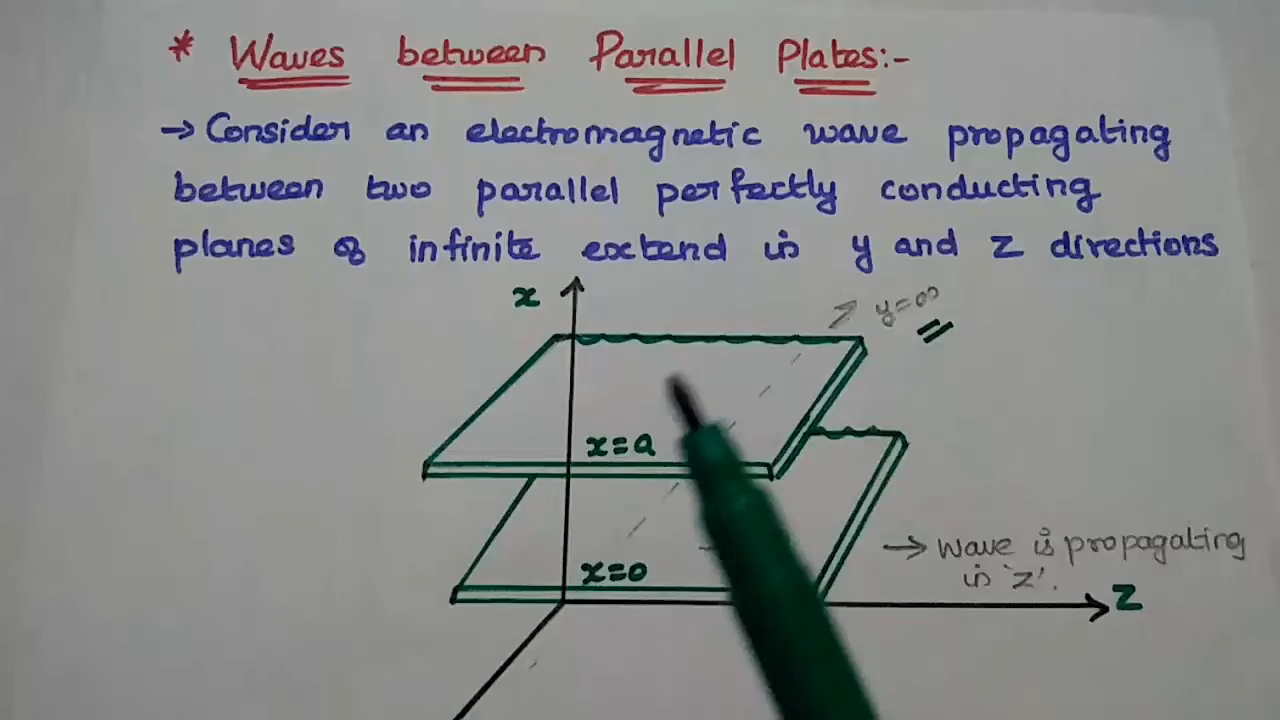 * Waves between Parallel Plates:-
→ Consider an electromagnetic wave propagating
between two parallel perfectly conducting
planes of infinite extend in y and z directions
x
y=∞
x=a
→ wave is propagating
in 'z'.
x=0
z